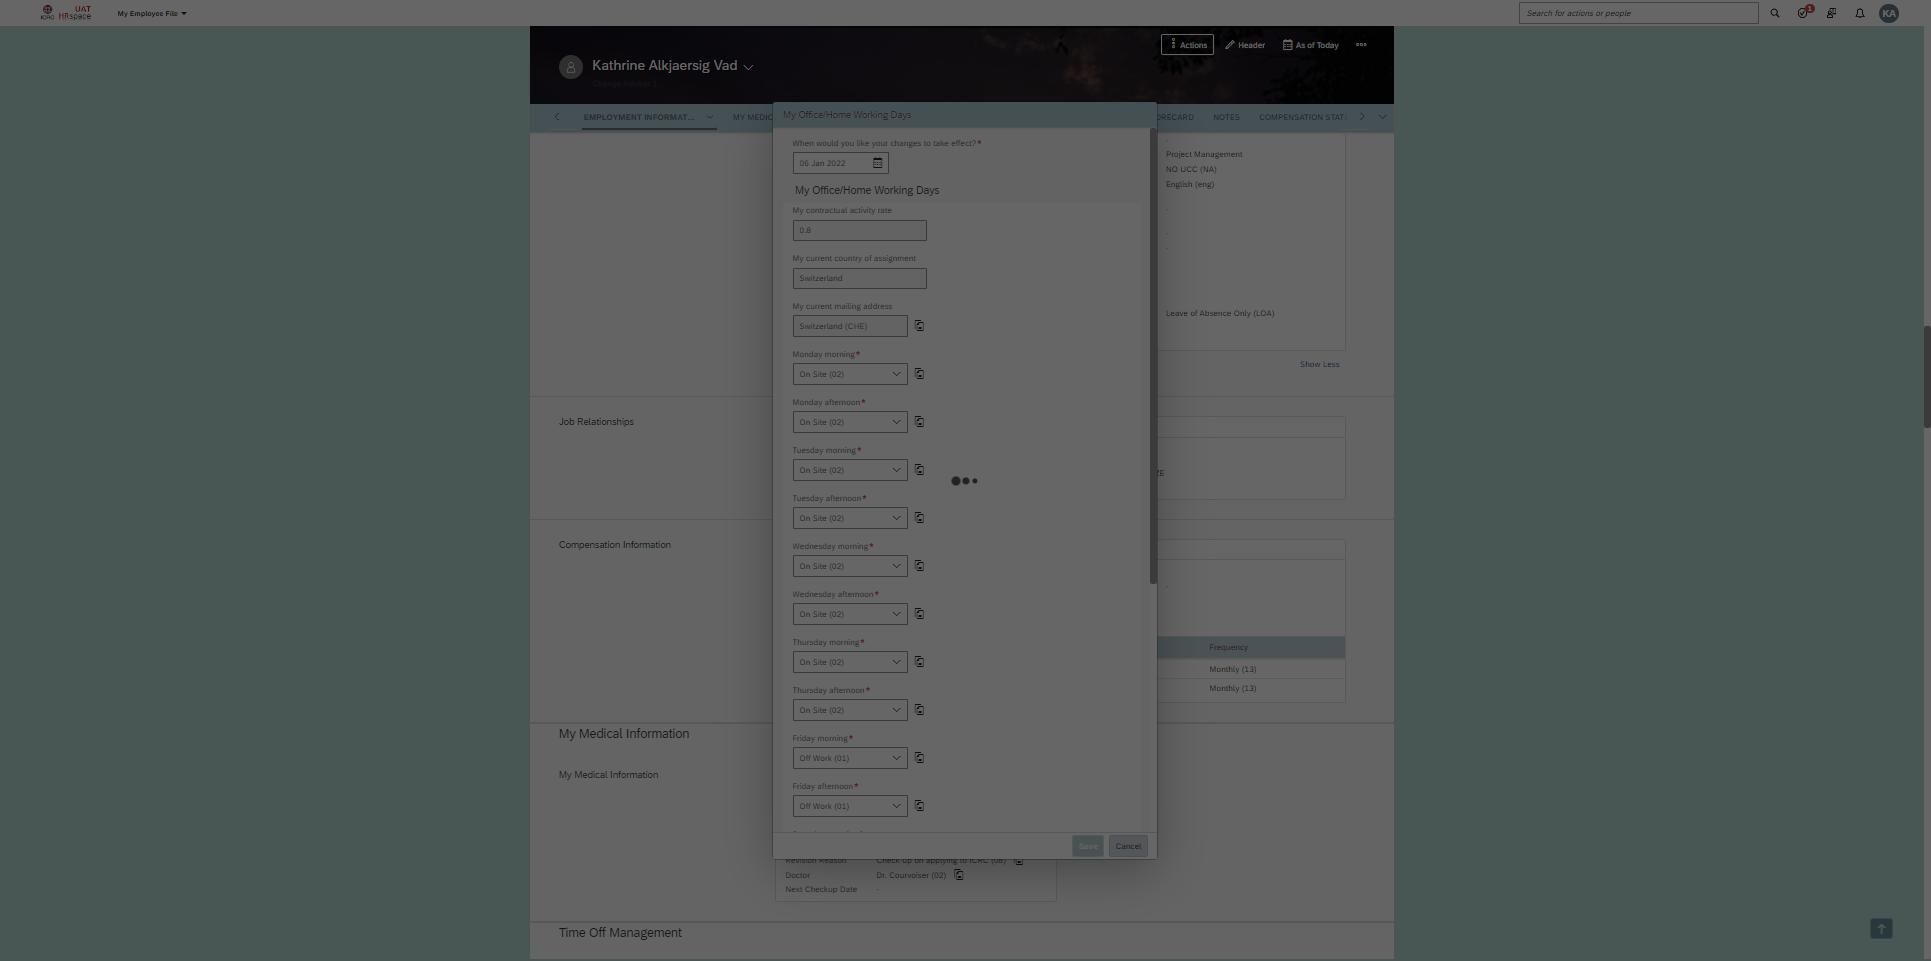 ICRC UAT HRspace
My Employee File
Search for actions or people
1
KA
Actions
Header
As of Today
Kathrine Alkjaersig Vad
EMPLOYMENT INFORMAT...
MY MEDIC
ORECARD
NOTES
COMPENSATION STAT
My Office/Home Working Days
When would you like your changes to take effect?*
06 Jan 2022
My Office/Home Working Days
My contractual activity rate
0.8
My current country of assignment
Switzerland
My current mailing address
Switzerland (CHE)
Monday morning*
On Site (02)
Monday afternoon*
On Site (02)
Tuesday morning*
On Site (02)
Tuesday afternoon*
On Site (02)
Wednesday morning*
On Site (02)
Wednesday afternoon*
On Site (02)
Thursday morning*
On Site (02)
Thursday afternoon*
On Site (02)
Friday morning*
Off Work (01)
Friday afternoon*
Off Work (01)
Save
Cancel
Project Management
NO UCC (NA)
English (eng)
Leave of Absence Only (LOA)
Show Less
Job Relationships
ZE
Compensation Information
Frequency
Monthly (13)
Monthly (13)
My Medical Information
My Medical Information
Revision Reason Check up on applying to ICRC (08)
Doctor Dr. Courvoiser (02)
Next Checkup Date -
Time Off Management